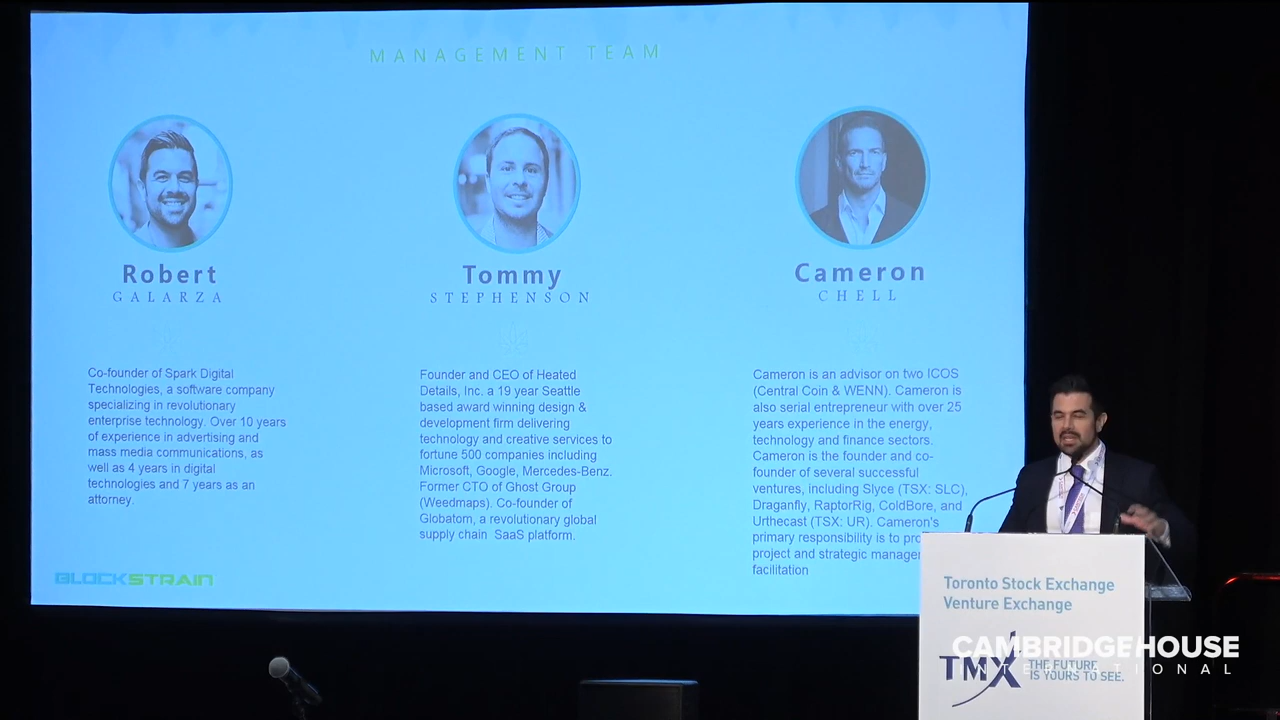 MANAGEMENT TEAM
Robert
GALARZA
Co-founder of Spark Digital
Technologies, a software company
specializing in revolutionary
enterprise technology. Over 10 years
of experience in advertising and
mass media communications, as
well as 4 years in digital
technologies and 7 years as an
attorney.
Tommy
STEPHENSON
Founder and CEO of Heated
Details, Inc. a 19 year Seattle
based award winning design &
development firm delivering
technology and creative services to
fortune 500 companies including
Microsoft, Google, Mercedes-Benz.
Former CTO of Ghost Group
(Weedmaps). Co-founder of
Globatom, a revolutionary global
supply chain SaaS platform.
Cameron
CHELL
Cameron is an advisor on two ICOS
(Central Coin & WENN). Cameron is
also serial entrepreneur with over 25
years experience in the energy,
technology and finance sectors.
Cameron is the founder and co-
founder of several successful
ventures, including Slyce (TSX: SLC),
Draganfly, RaptorRig, ColdBore, and
Urthecast (TSX: UR). Cameron's
primary responsibility is to
project and strategic
facilitation
BLOCKSTRAIN
Toronto Stock Exchange
Venture Exchange
CAMBRIDGEHOUSE
INTERNATIONAL
TMX
THE FUTURE
IS YOURS TO SEE.